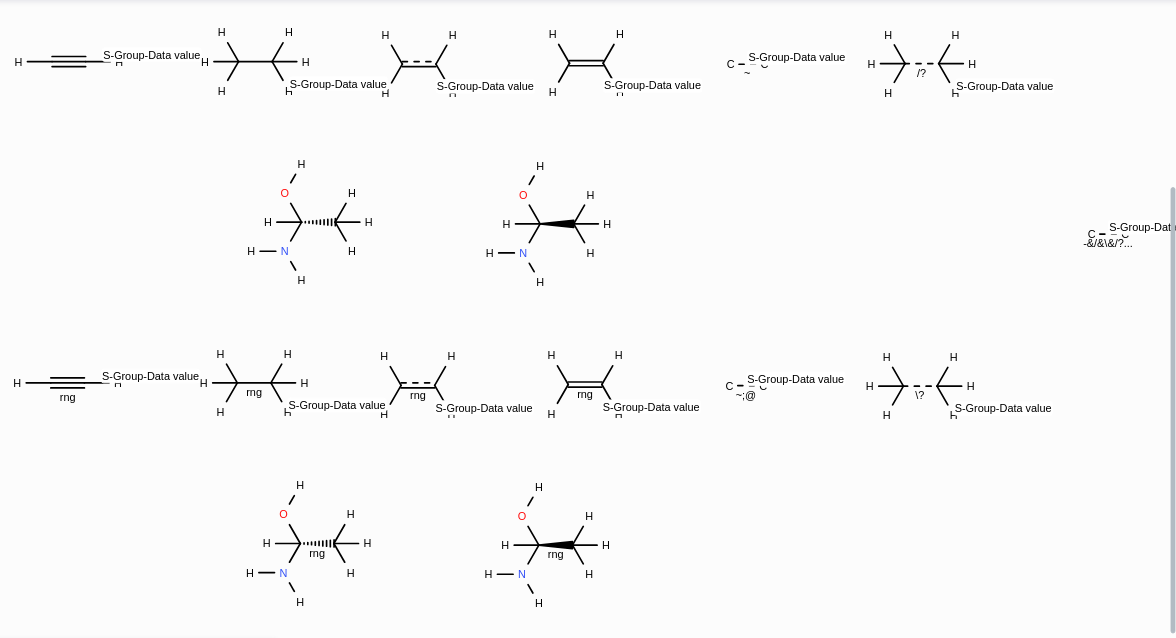 H S-Group-Data value H
H H H H H H S-Group-Data value
H H H S-Group-Data value H
H H H S-Group-Data value H
C S-Group-Data value C
~
H H H H H H S-Group-Data value
/?
H
O H
H H
N H
H H
H
O H
H H
N H
H H
C S-Group-Dat
-&/&\&/?...
H S-Group-Data value H
rng
H H H H H H S-Group-Data value
rng
H H H S-Group-Data value H
rng
H H H S-Group-Data value H
rng
C S-Group-Data value C
~;@
H H H H H H S-Group-Data value
\?
H
O H
H H
rng
H N H
H
H
O H
H H
rng
H N H
H